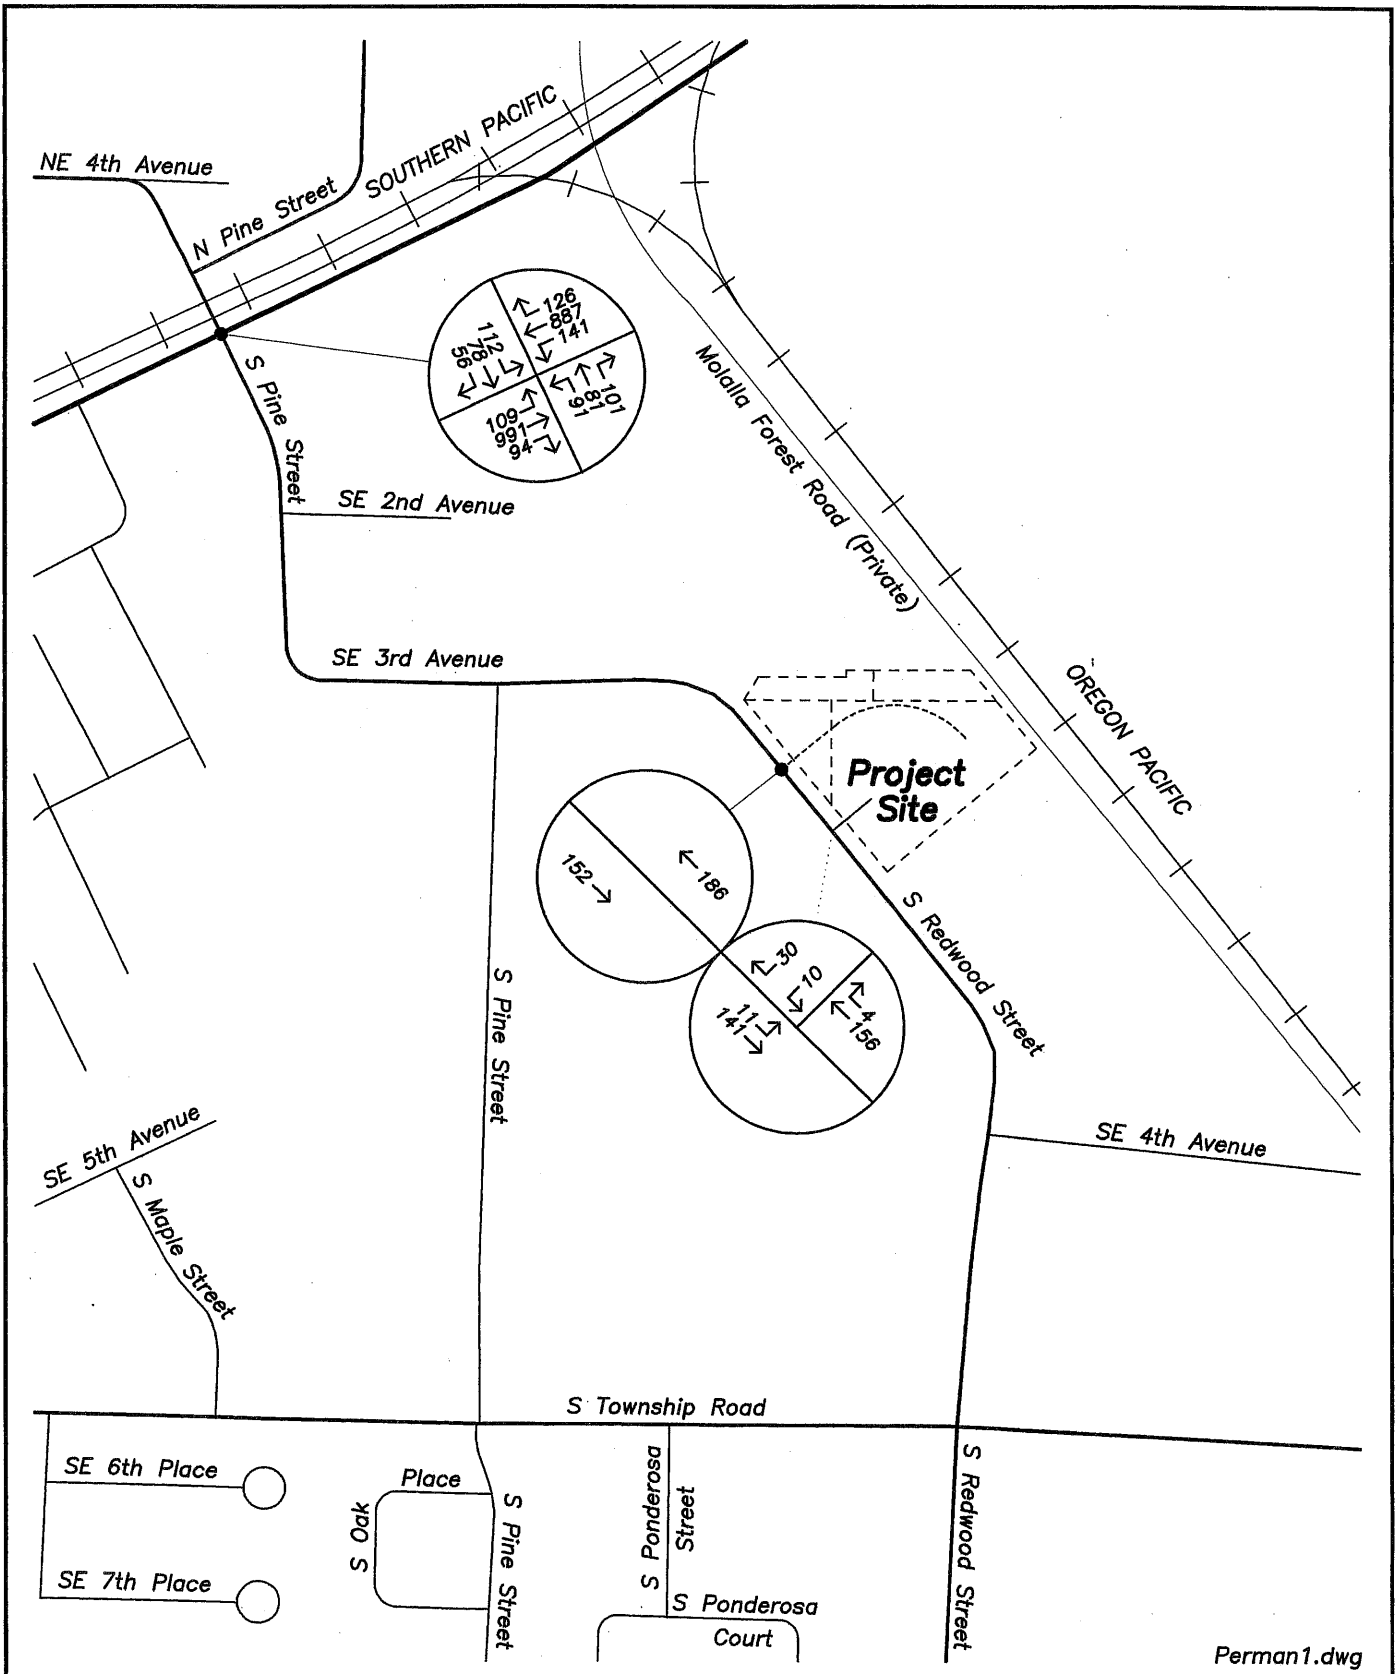 NE 4th Avenue
N Pine Street
SOUTHERN PACIFIC
126
887
141
112
78
56
101
81
91
109
991
94
S Pine Street
SE 2nd Avenue
Molalla Forest Road (Private)
SE 3rd Avenue
OREGON PACIFIC
Project
Site
152
186
30
10
4
156
11
141
S Redwood Street
S Pine Street
SE 4th Avenue
SE 5th Avenue
S Maple Street
S Township Road
SE 6th Place
Place
S Oak
S Pine Street
S Ponderosa
Street
S Redwood Street
SE 7th Place
S Ponderosa
Court
Perman1.dwg